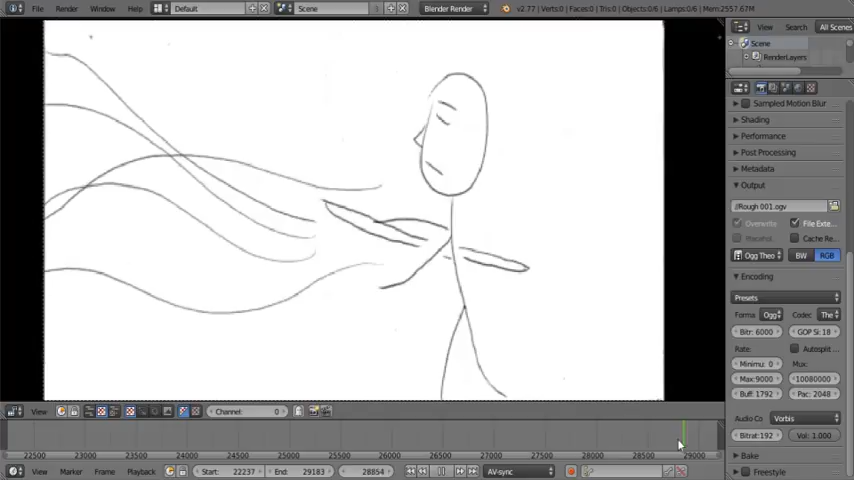 File Render Window Help Default Scene Blender Render v2.77 | Verts:0 | Faces:0 | Tris:0 | Objects:0/6 | Lamps:0/6 | Mem:2557.67M
View Search All Scenes
Scene
RenderLayers
Sampled Motion Blur
Shading
Performance
Post Processing
Metadata
Output
//Rough 001.ogv
Overwrite File Exte...
Placehol. Cache Re...
Ogg Theo BW RGB
Encoding
Presets
Forma: Ogg Codec: The
Bitr: 6000 GOP Si: 18
Rate: Autosplit ...
Minimu: 0 Mux:
Max:9000 10080000
Buff: 1792 Pac: 2048
Audio Co Vorbis
Bitrat:192 Vol: 1.000
Bake
Freestyle
View Channel: 0
22500 23000 23500 24000 24500 25000 25500 26000 26500 27000 27500 28000 28500 29000
View Marker Frame Playback Start: 22237 End: 29183 28854 AV-sync